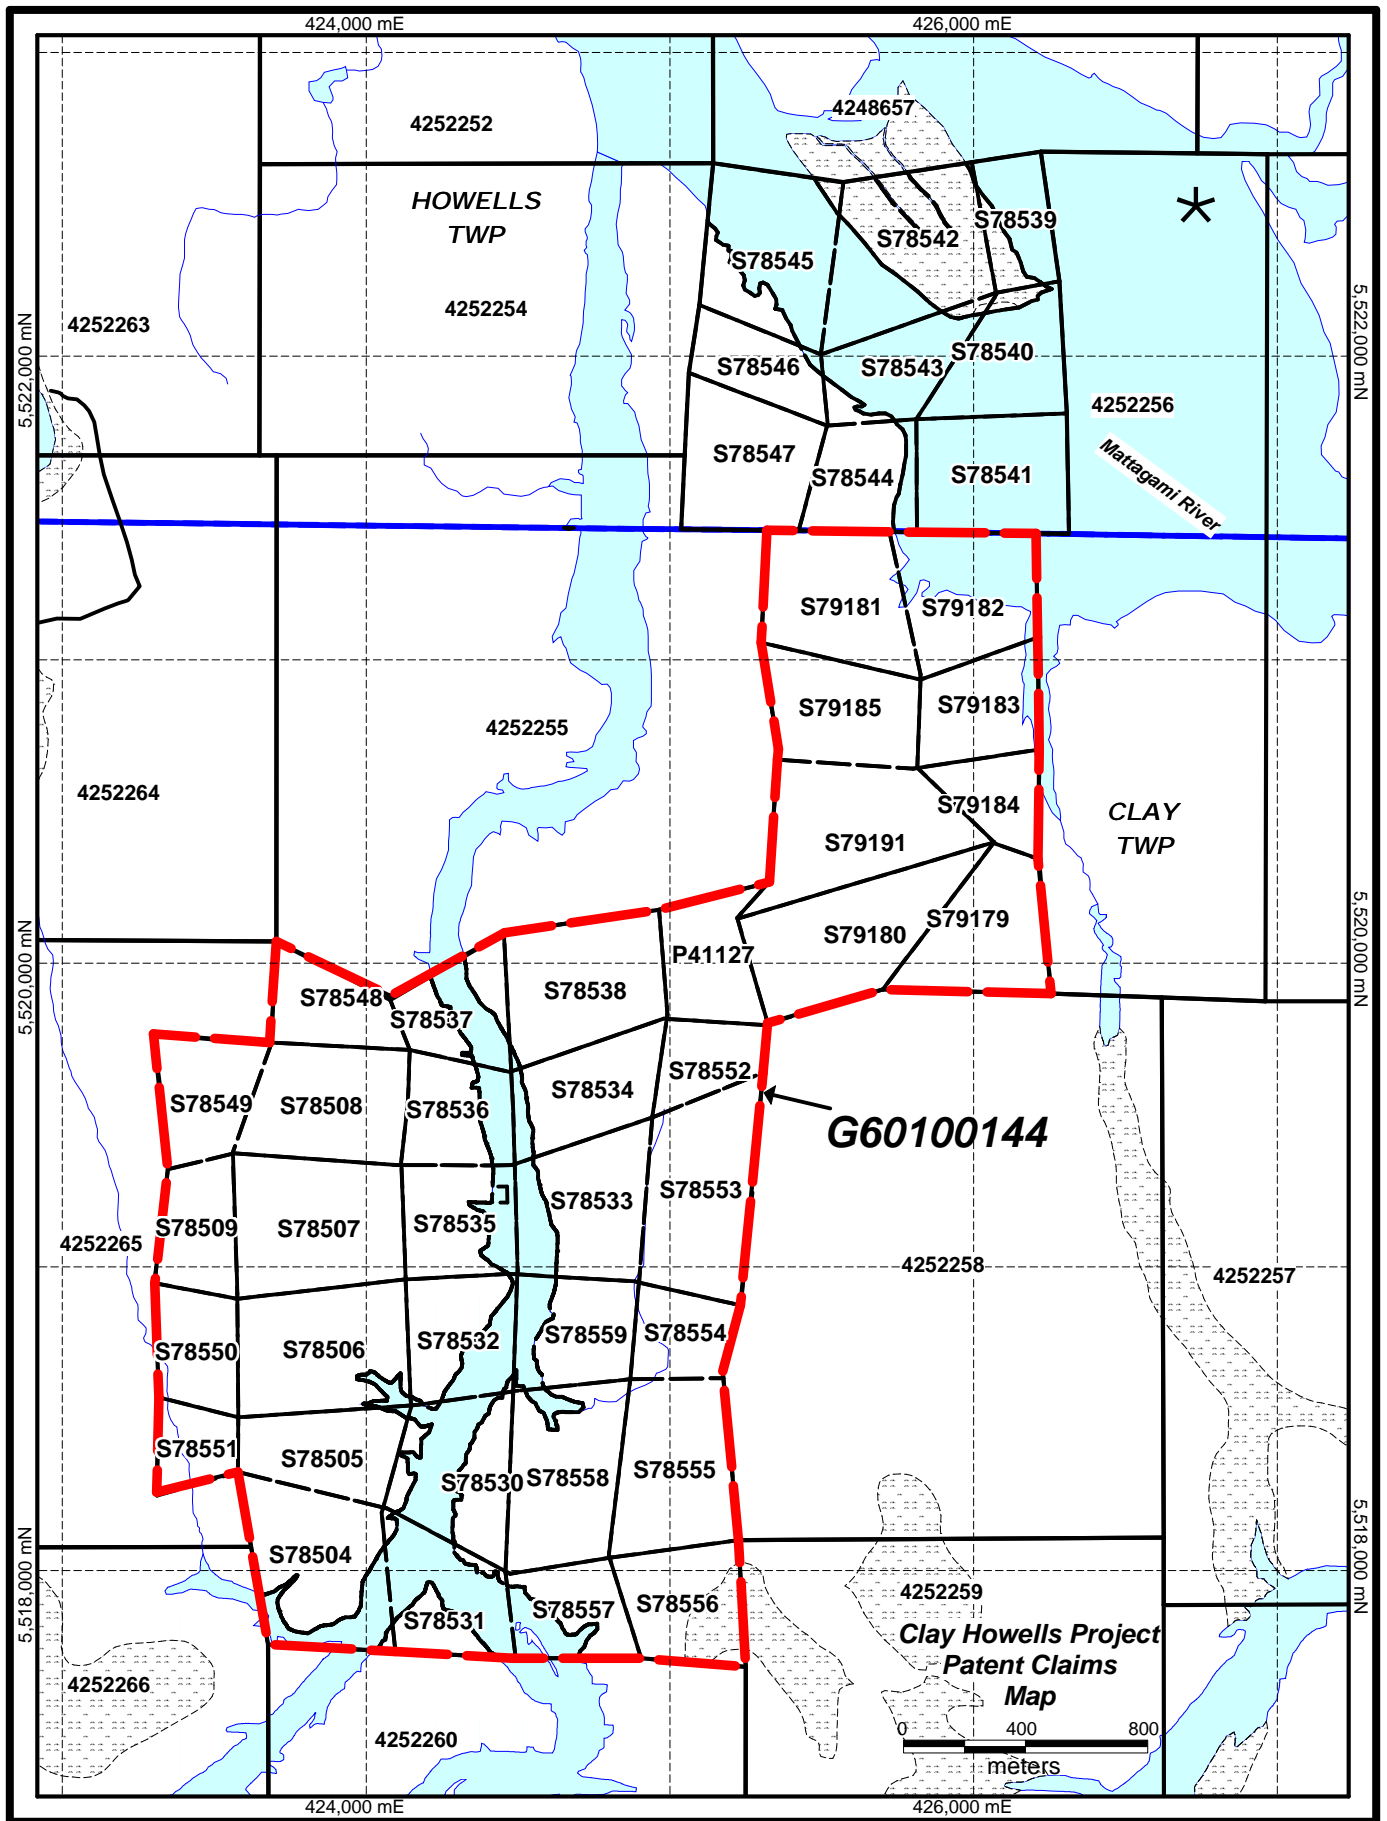 424,000 mE
426,000 mE
4248657
4252252
HOWELLS
TWP
S78539
S78542
S78545
4252254
4252263
5,522,000 mN
5,522,000 mN
S78540
S78546
S78543
4252256
Mattagami River
S78547
S78544
S78541
S79181
S79182
S79185
S79183
4252255
4252264
S79184
CLAY
TWP
S79191
S79179
S79180
P41127
5,520,000 mN
5,520,000 mN
S78548
S78538
S78537
S78552
S78534
S78549
S78508
S78536
G60100144
S78553
S78533
S78509
S78507
S78535
4252265
4252258
4252257
S78559
S78554
S78532
S78550
S78506
S78551
S78505
S78555
S78558
S78530
5,518,000 mN
5,518,000 mN
S78504
4252259
S78556
S78557
S78531
Clay Howells Project
Patent Claims
Map
4252266
0 400 800
meters
4252260
424,000 mE
426,000 mE